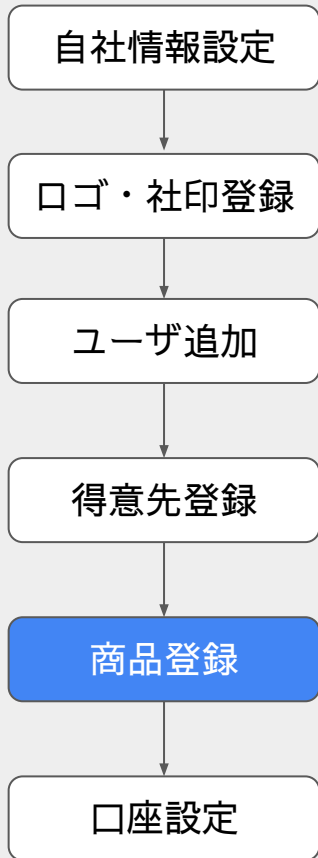 自社情報設定
ロゴ・社印登録
ユーザ追加
得意先登録
商品登録
口座設定